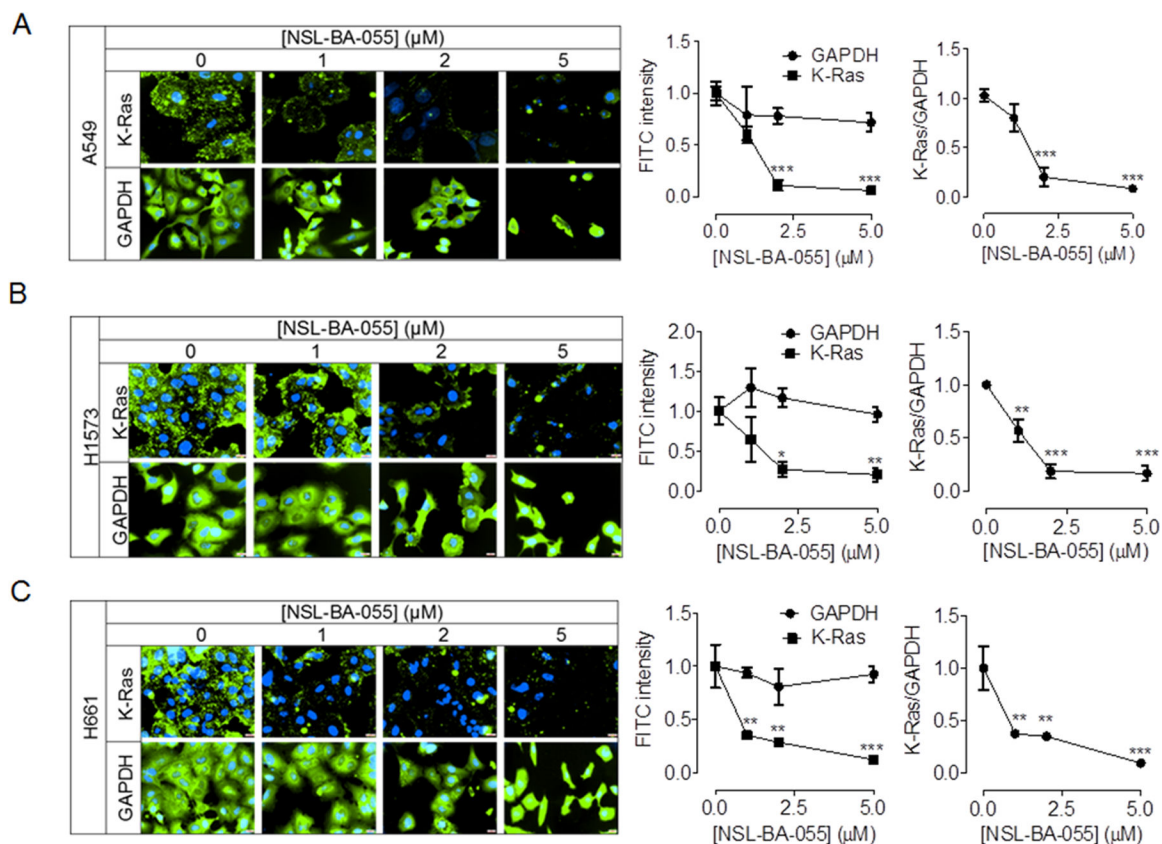 A
[NSL-BA-055] (µM)
0 1 2 5
A549
K-Ras
GAPDH
FITC intensity
1.5
1.0
0.5
0.0
GAPDH
K-Ras
***
***
0.0 2.5 5.0
[NSL-BA-055] (µM)
K-Ras/GAPDH
1.5
1.0
0.5
0.0
***
***
0.0 2.5 5.0
[NSL-BA-055] (µM)
B
[NSL-BA-055] (µM)
0 1 2 5
H1573
K-Ras
GAPDH
FITC intensity
2.0
1.5
1.0
0.5
0.0
GAPDH
K-Ras
*
**
0.0 2.5 5.0
[NSL-BA-055] (µM)
K-Ras/GAPDH
1.5
1.0
0.5
0.0
**
***
***
0.0 2.5 5.0
[NSL-BA-055] (µM)
C
[NSL-BA-055] (µM)
0 1 2 5
H661
K-Ras
GAPDH
FITC intensity
1.5
1.0
0.5
0.0
GAPDH
K-Ras
**
**
***
0.0 2.5 5.0
[NSL-BA-055] (µM)
K-Ras/GAPDH
1.5
1.0
0.5
0.0
**
**
***
0.0 2.5 5.0
[NSL-BA-055] (µM)